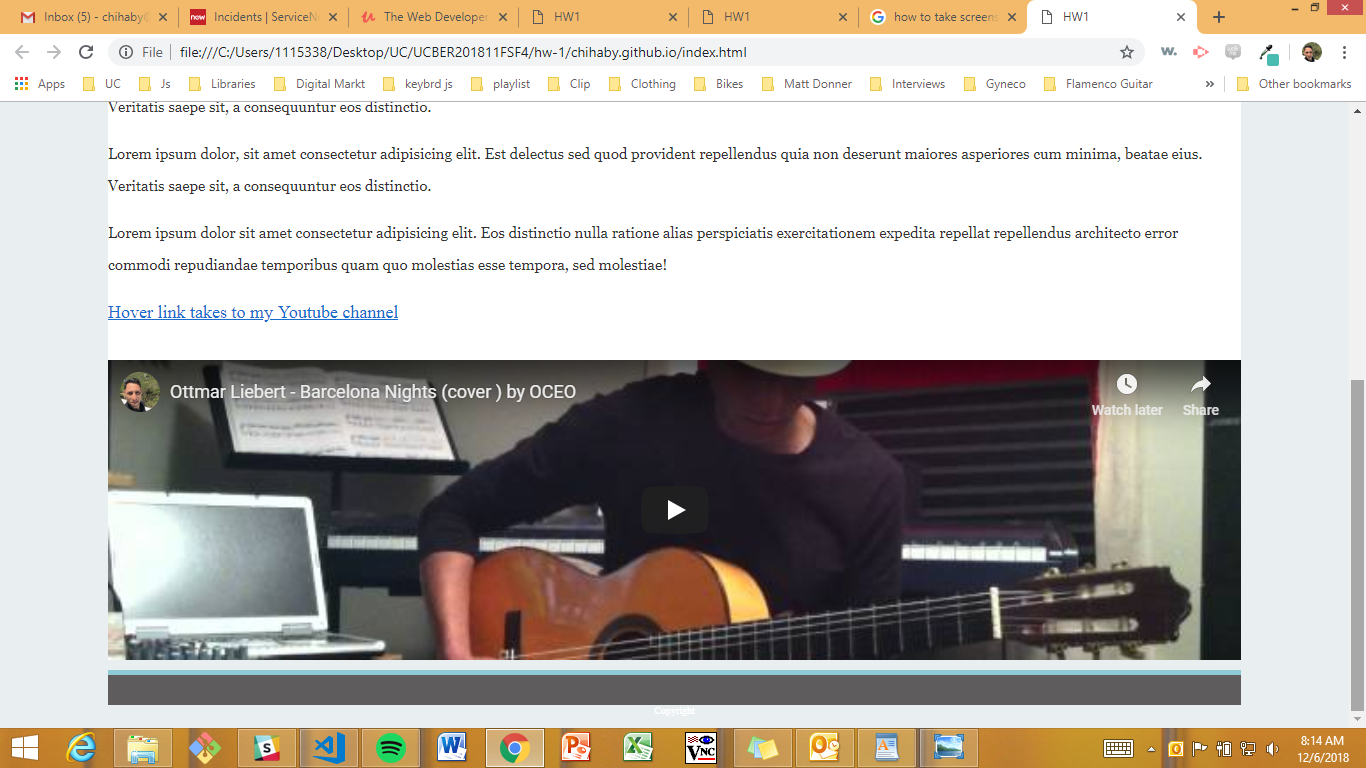 Inbox (5) - chihaby
Incidents | ServiceN
The Web Developer
HW1
HW1
how to take screens
HW1
File
file:///C:/Users/1115338/Desktop/UC/UCBER201811FSF4/hw-1/chihaby.github.io/index.html
Apps
UC
Js
Libraries
Digital Markt
keybrd js
playlist
Clip
Clothing
Bikes
Matt Donner
Interviews
Gyneco
Flamenco Guitar
»
Other bookmarks
Veritatis saepe sit, a consequuntur eos distinctio.
Lorem ipsum dolor, sit amet consectetur adipisicing elit. Est delectus sed quod provident repellendus quia non deserunt maiores asperiores cum minima, beatae eius.
Veritatis saepe sit, a consequuntur eos distinctio.
Lorem ipsum dolor sit amet consectetur adipisicing elit. Eos distinctio nulla ratione alias perspiciatis exercitationem expedita repellat repellendus architecto error
commodi repudiandae temporibus quam quo molestias esse tempora, sed molestiae!
Hover link takes to my Youtube channel
Ottmar Liebert - Barcelona Nights (cover ) by OCEO
Watch later
Share
Copyright
8:14 AM
12/6/2018